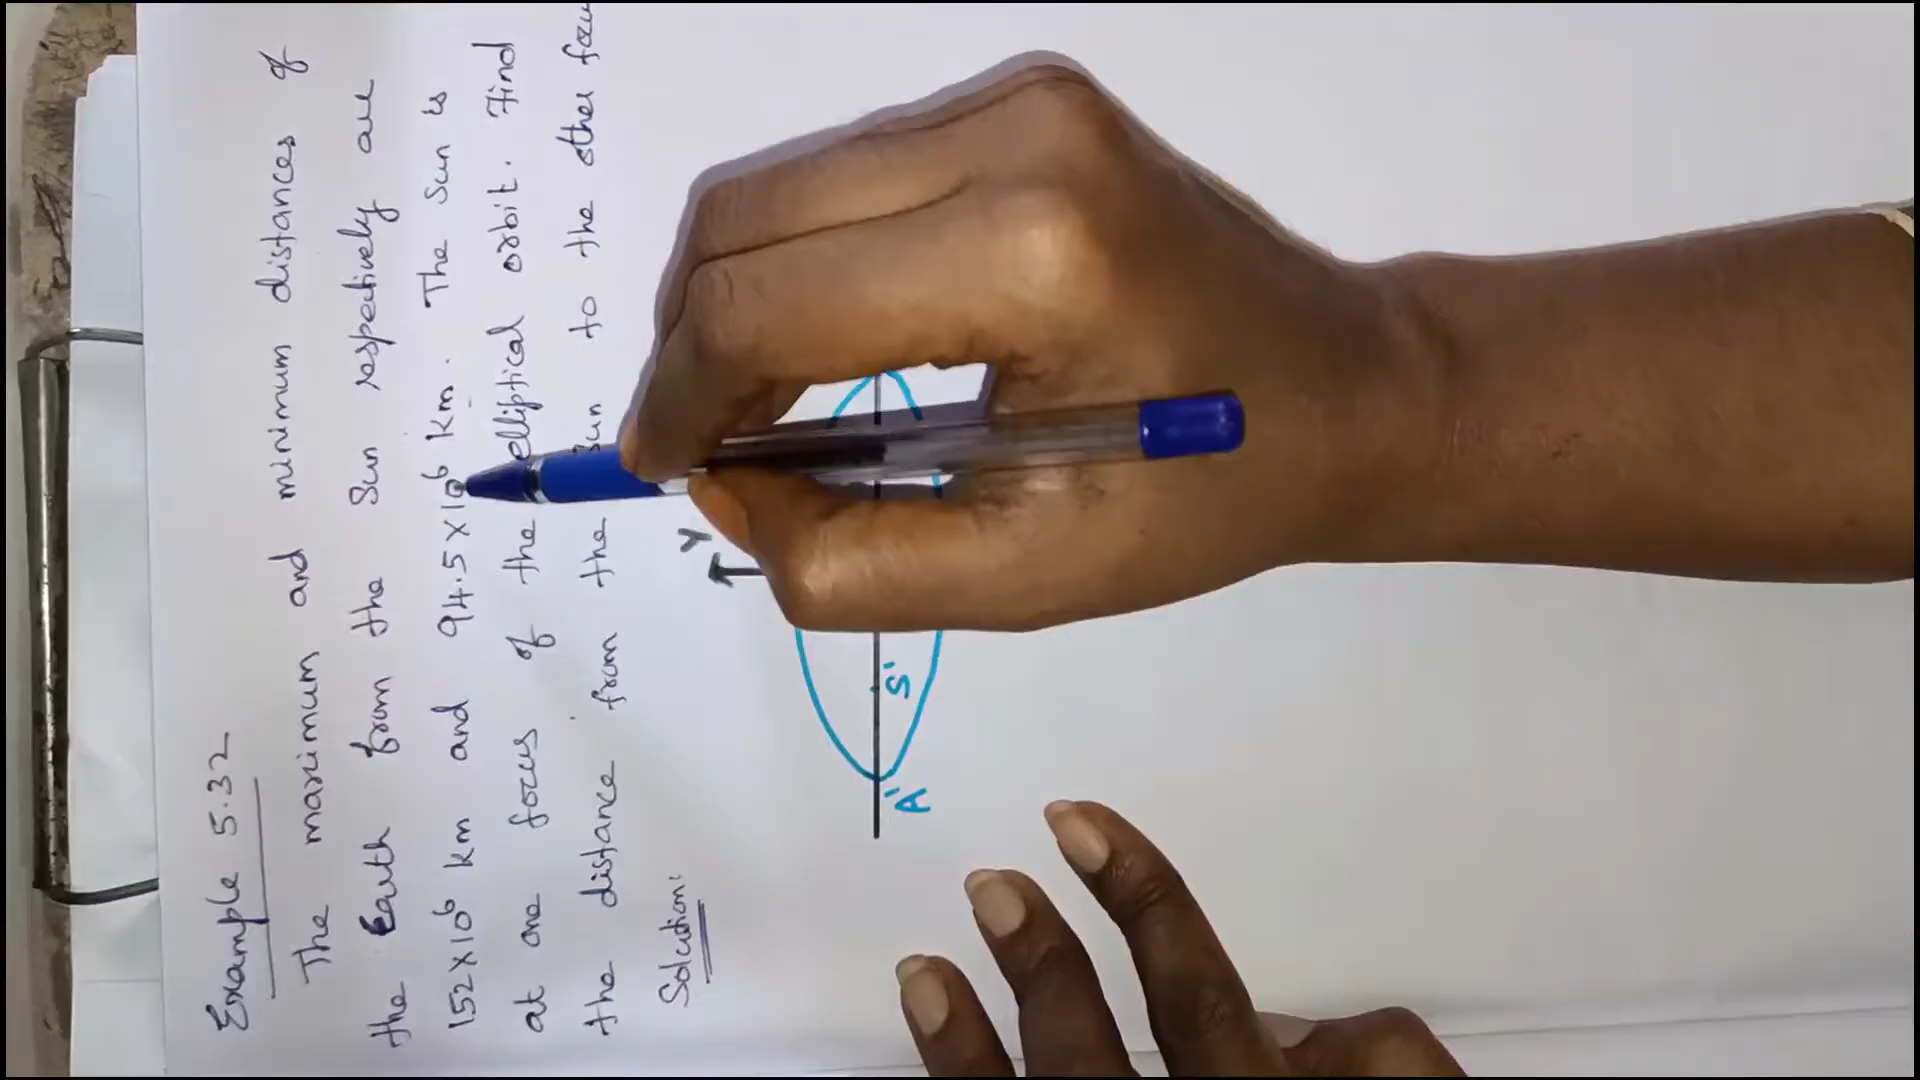 Example 5.32
The maximum and minimum distances of
the Earth from the Sun respectively are
152×10⁶ km and 94.5×10⁶ km. The Sun is
at one focus of the elliptical orbit. Find
the distance from the Sun to the other focu
Solution:
Y
S'
A'